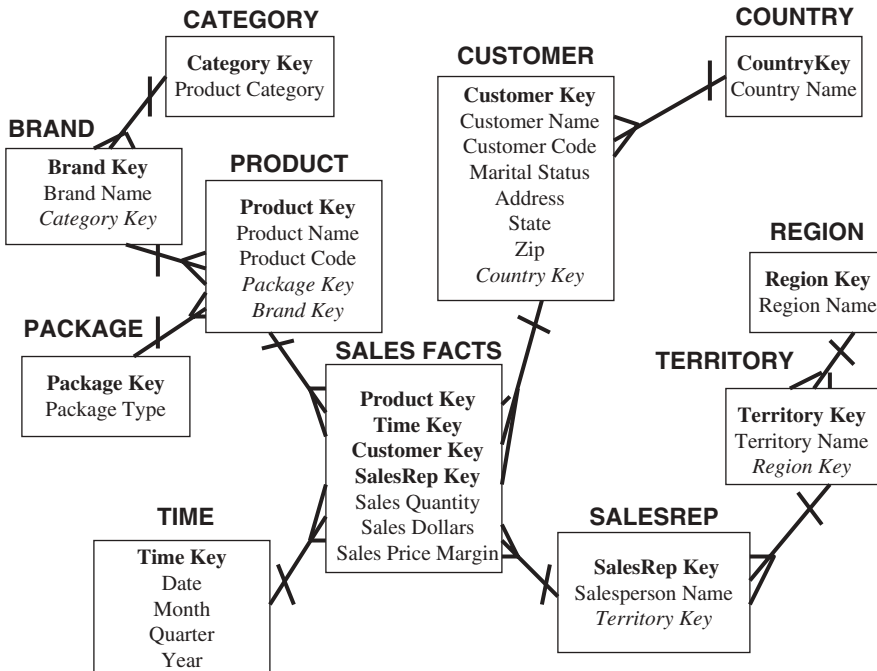 CATEGORY
Category Key
Product Category
BRAND
Brand Key
Brand Name
Category Key
PRODUCT
Product Key
Product Name
Product Code
Package Key
Brand Key
PACKAGE
Package Key
Package Type
CUSTOMER
Customer Key
Customer Name
Customer Code
Marital Status
Address
State
Zip
Country Key
COUNTRY
CountryKey
Country Name
REGION
Region Key
Region Name
TERRITORY
Territory Key
Territory Name
Region Key
SALES FACTS
Product Key
Time Key
Customer Key
SalesRep Key
Sales Quantity
Sales Dollars
Sales Price Margin
TIME
Time Key
Date
Month
Quarter
Year
SALESREP
SalesRep Key
Salesperson Name
Territory Key